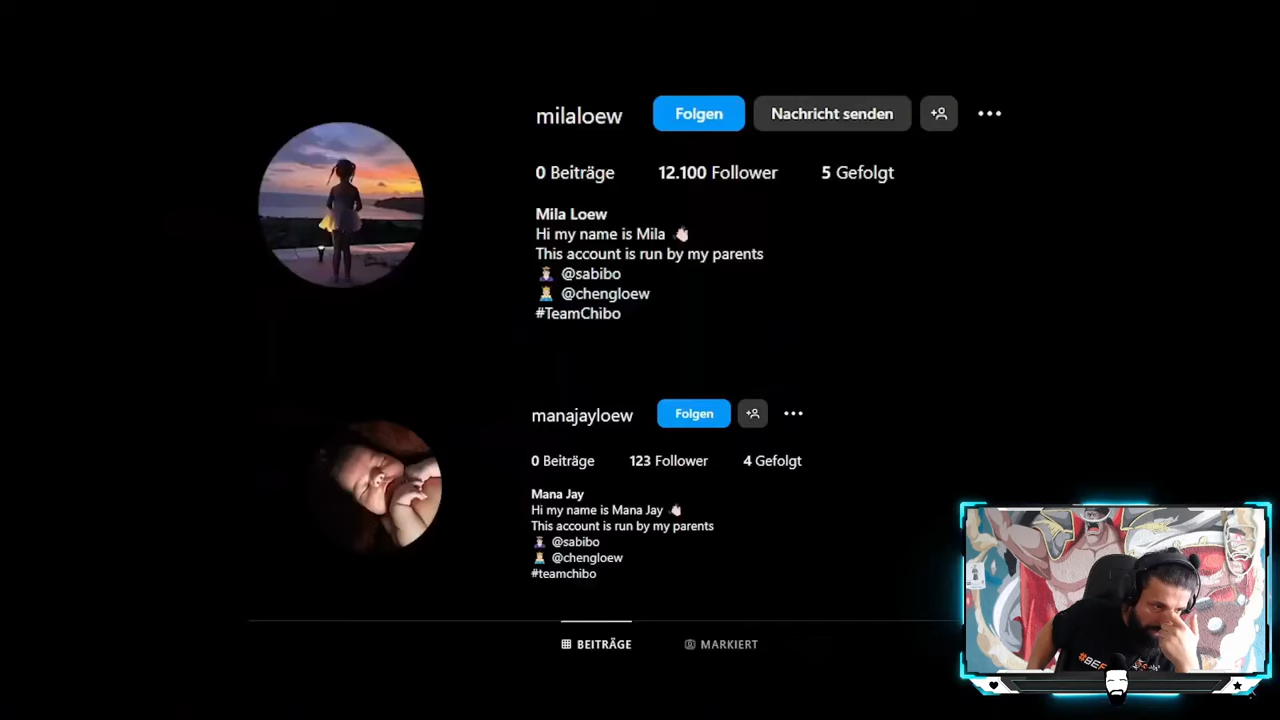 milaloew
Folgen
Nachricht senden
0 Beiträge
12.100 Follower
5 Gefolgt
Mila Loew
Hi my name is Mila 👋🏻
This account is run by my parents
🤴🏻 @sabibo
👸🏼 @chengloew
#TeamChibo
manajayloew
Folgen
0 Beiträge
123 Follower
4 Gefolgt
Mana Jay
Hi my name is Mana Jay 👋🏻
This account is run by my parents
🤴🏻 @sabibo
👸🏼 @chengloew
#teamchibo
BEITRÄGE
MARKIERT